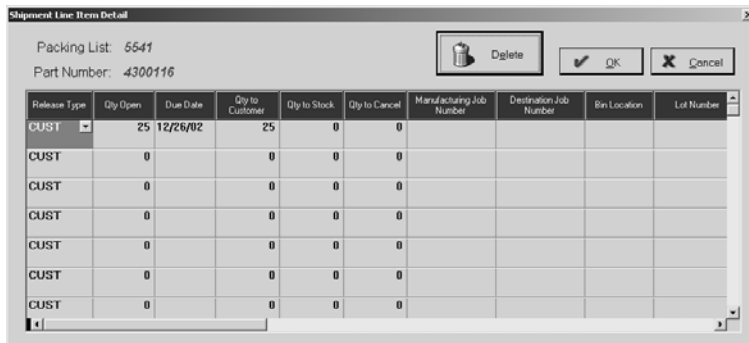 Shipment Line Item Detail
Packing List: 5541
Part Number: 4300116
Delete
OK
Cancel
Release Type Qty Open Due Date Qty to Customer Qty to Stock Qty to Cancel Manufacturing Job Number Destination Job Number Bin Location Lot Number
CUST 25 12/26/02 25 0 0
CUST 0 0 0 0
CUST 0 0 0 0
CUST 0 0 0 0
CUST 0 0 0 0
CUST 0 0 0 0
CUST 0 0 0 0